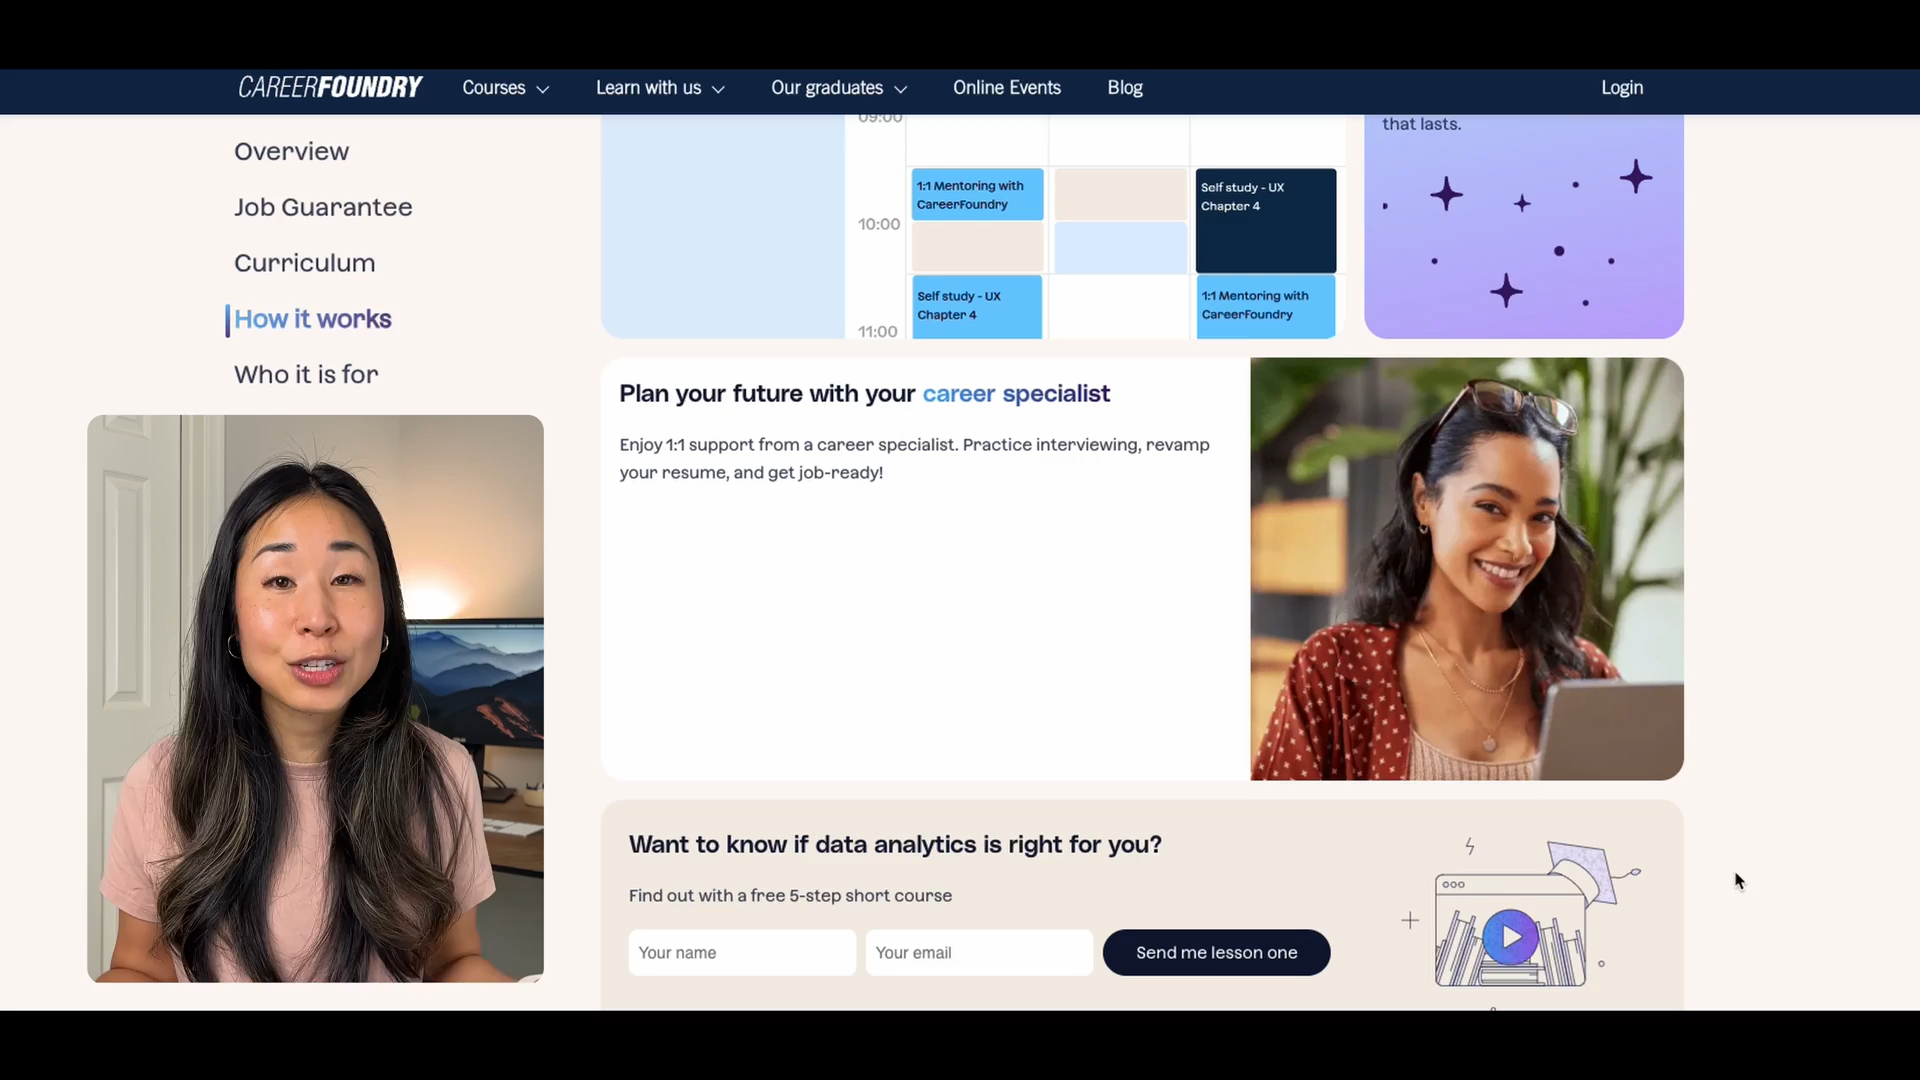 CAREERFOUNDRY
Courses
Learn with us
Our graduates
Online Events
Blog
Login
Overview
Job Guarantee
Curriculum
How it works
Who it is for
09:00
10:00
11:00
1:1 Mentoring with
CareerFoundry
Self study - UX
Chapter 4
Self study - UX
Chapter 4
1:1 Mentoring with
CareerFoundry
that lasts.
Plan your future with your career specialist
Enjoy 1:1 support from a career specialist. Practice interviewing, revamp
your resume, and get job-ready!
Want to know if data analytics is right for you?
Find out with a free 5-step short course
Your name
Your email
Send me lesson one